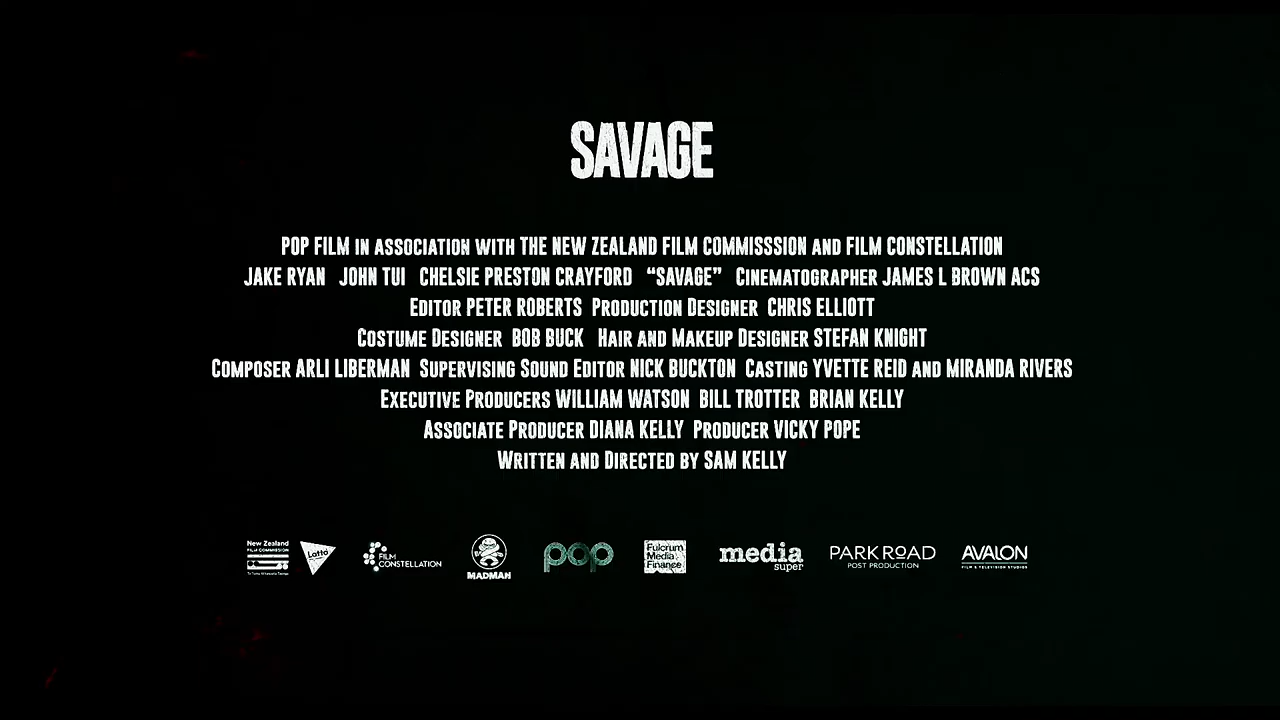 SAVAGE
POP FILM IN ASSOCIATION WITH THE NEW ZEALAND FILM COMMISSSION AND FILM CONSTELLATION
JAKE RYAN JOHN TUI CHELSIE PRESTON CRAYFORD “SAVAGE” CINEMATOGRAPHER JAMES L BROWN ACS
EDITOR PETER ROBERTS PRODUCTION DESIGNER CHRIS ELLIOTT
COSTUME DESIGNER BOB BUCK HAIR AND MAKEUP DESIGNER STEFAN KNIGHT
COMPOSER ARLI LIBERMAN SUPERVISING SOUND EDITOR NICK BUCKTON CASTING YVETTE REID AND MIRANDA RIVERS
EXECUTIVE PRODUCERS WILLIAM WATSON BILL TROTTER BRIAN KELLY
ASSOCIATE PRODUCER DIANA KELLY PRODUCER VICKY POPE
WRITTEN AND DIRECTED BY SAM KELLY
New Zealand
FILM COMMISSION
Lotto
FILM
CONSTELLATION
MADMAN
pop
Fulcrum
Media
Finance
media
super
PARK ROAD
POST PRODUCTION
AVALON
FILM & TELEVISION STUDIOS